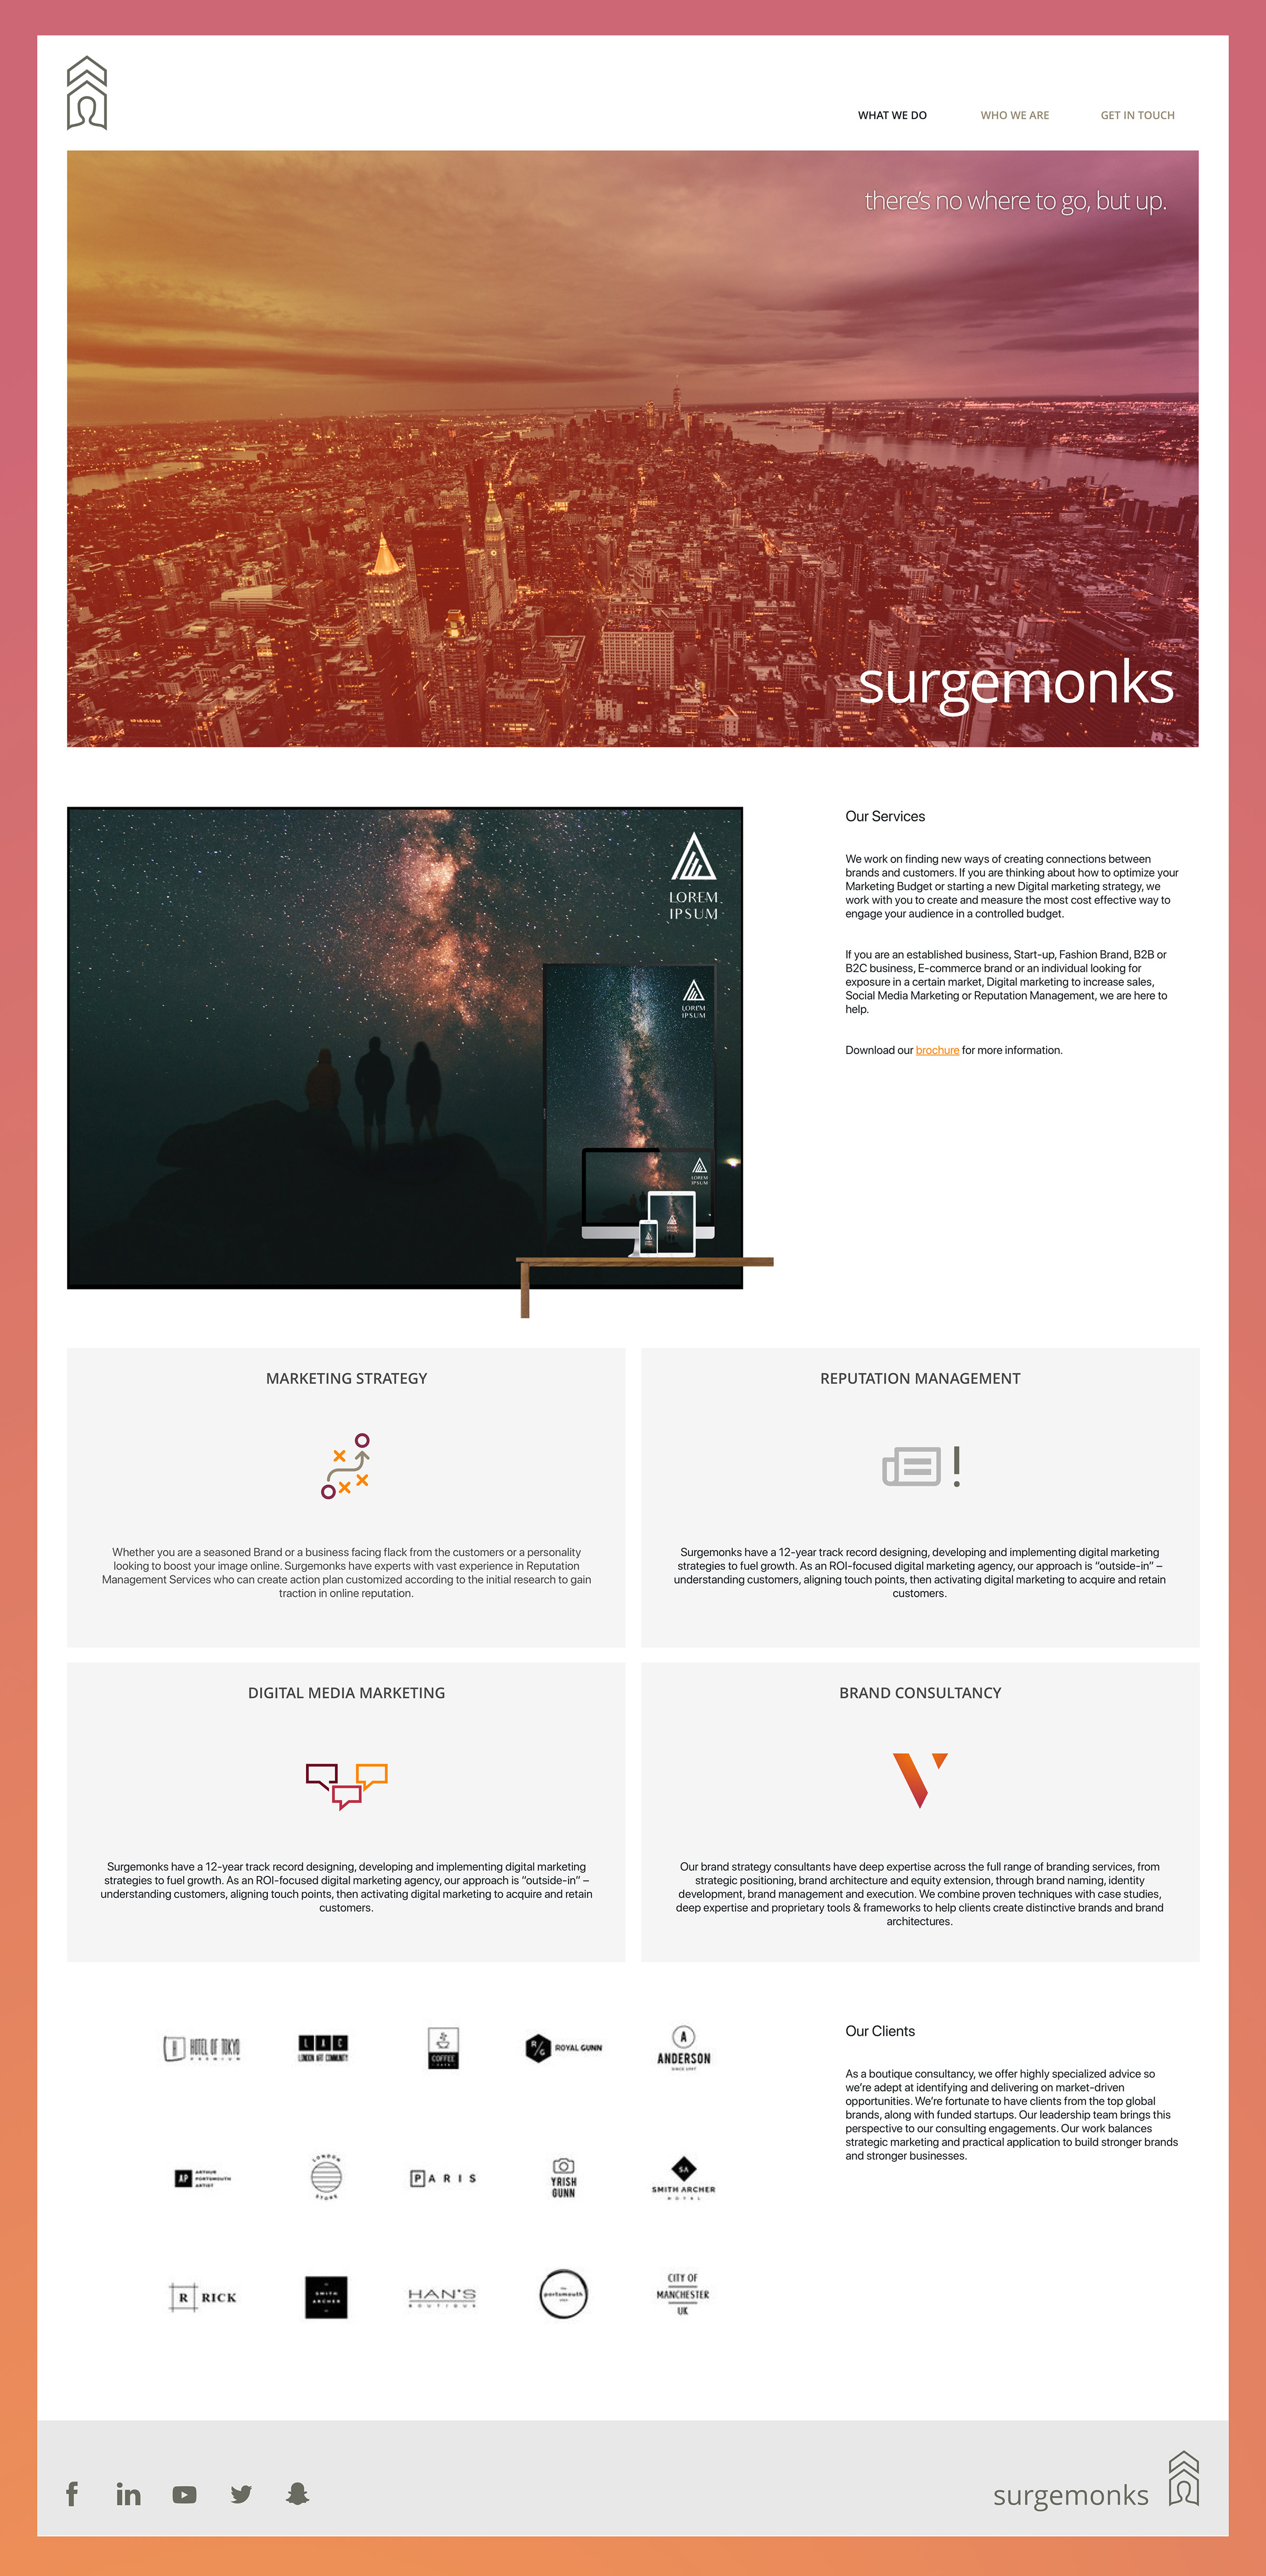 WHAT WE DO
WHO WE ARE
GET IN TOUCH
there's no where to go, but up.
surgemonks
LOREM
IPSUM
LOREM
IPSUM
LOREM
IPSUM
Our Services
We work on finding new ways of creating connections between
brands and customers. If you are thinking about how to optimize your
Marketing Budget or starting a new Digital marketing strategy, we
work with you to create and measure the most cost effective way to
engage your audience in a controlled budget.
If you are an established business, Start-up, Fashion Brand, B2B or
B2C business, E-commerce brand or an individual looking for
exposure in a certain market, Digital marketing to increase sales,
Social Media Marketing or Reputation Management, we are here to
help.
Download our brochure for more information.
MARKETING STRATEGY
Whether you are a seasoned Brand or a business facing flack from the customers or a personality
looking to boost your image online. Surgemonks have experts with vast experience in Reputation
Management Services who can create action plan customized according to the initial research to gain
traction in online reputation.
REPUTATION MANAGEMENT
Surgemonks have a 12-year track record designing, developing and implementing digital marketing
strategies to fuel growth. As an ROI-focused digital marketing agency, our approach is “outside-in” –
understanding customers, aligning touch points, then activating digital marketing to acquire and retain
customers.
DIGITAL MEDIA MARKETING
Surgemonks have a 12-year track record designing, developing and implementing digital marketing
strategies to fuel growth. As an ROI-focused digital marketing agency, our approach is “outside-in” –
understanding customers, aligning touch points, then activating digital marketing to acquire and retain
customers.
BRAND CONSULTANCY
Our brand strategy consultants have deep expertise across the full range of branding services, from
strategic positioning, brand architecture and equity extension, through brand naming, identity
development, brand management and execution. We combine proven techniques with case studies,
deep expertise and proprietary tools & frameworks to help clients create distinctive brands and brand
architectures.
H HOTEL OF TOKYO
PREMIUM
L A C
LONDON ART COMMUNITY
COFFEE
R/G ROYAL GUNN
A
ANDERSON
SINCE 1997
AP ARTHUR
PORTSMOUTH
ARTIST
LONDON
STORE
PARIS
YRISH
GUNN
SA
SMITH ARCHER
HOTEL
R RICK
SMITH
ARCHER
HAN'S
BOUTIQUE
the
portsmouth
CITY OF
MANCHESTER
UK
Our Clients
As a boutique consultancy, we offer highly specialized advice so
we're adept at identifying and delivering on market-driven
opportunities. We're fortunate to have clients from the top global
brands, along with funded startups. Our leadership team brings this
perspective to our consulting engagements. Our work balances
strategic marketing and practical application to build stronger brands
and stronger businesses.
surgemonks